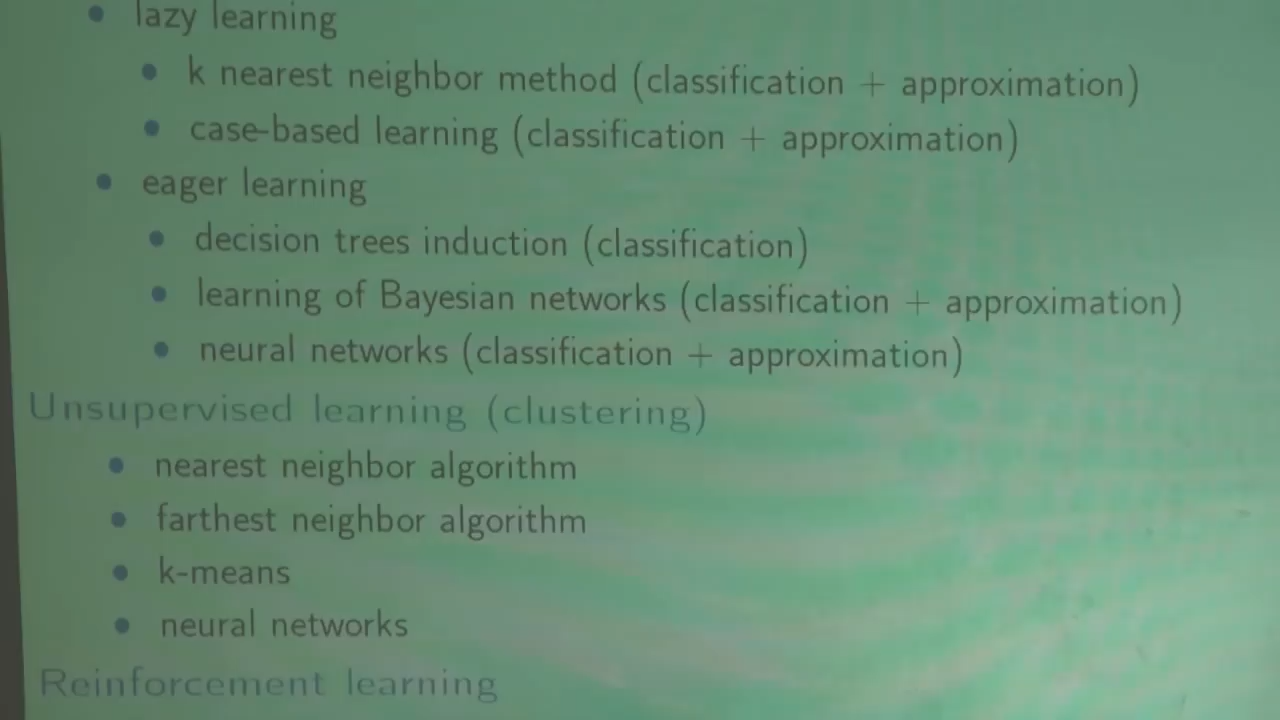 lazy learning
k nearest neighbor method (classification + approximation)
case-based learning (classification + approximation)
eager learning
decision trees induction (classification)
learning of Bayesian networks (classification + approximation)
neural networks (classification + approximation)
Unsupervised learning (clustering)
nearest neighbor algorithm
farthest neighbor algorithm
k-means
neural networks
Reinforcement learning